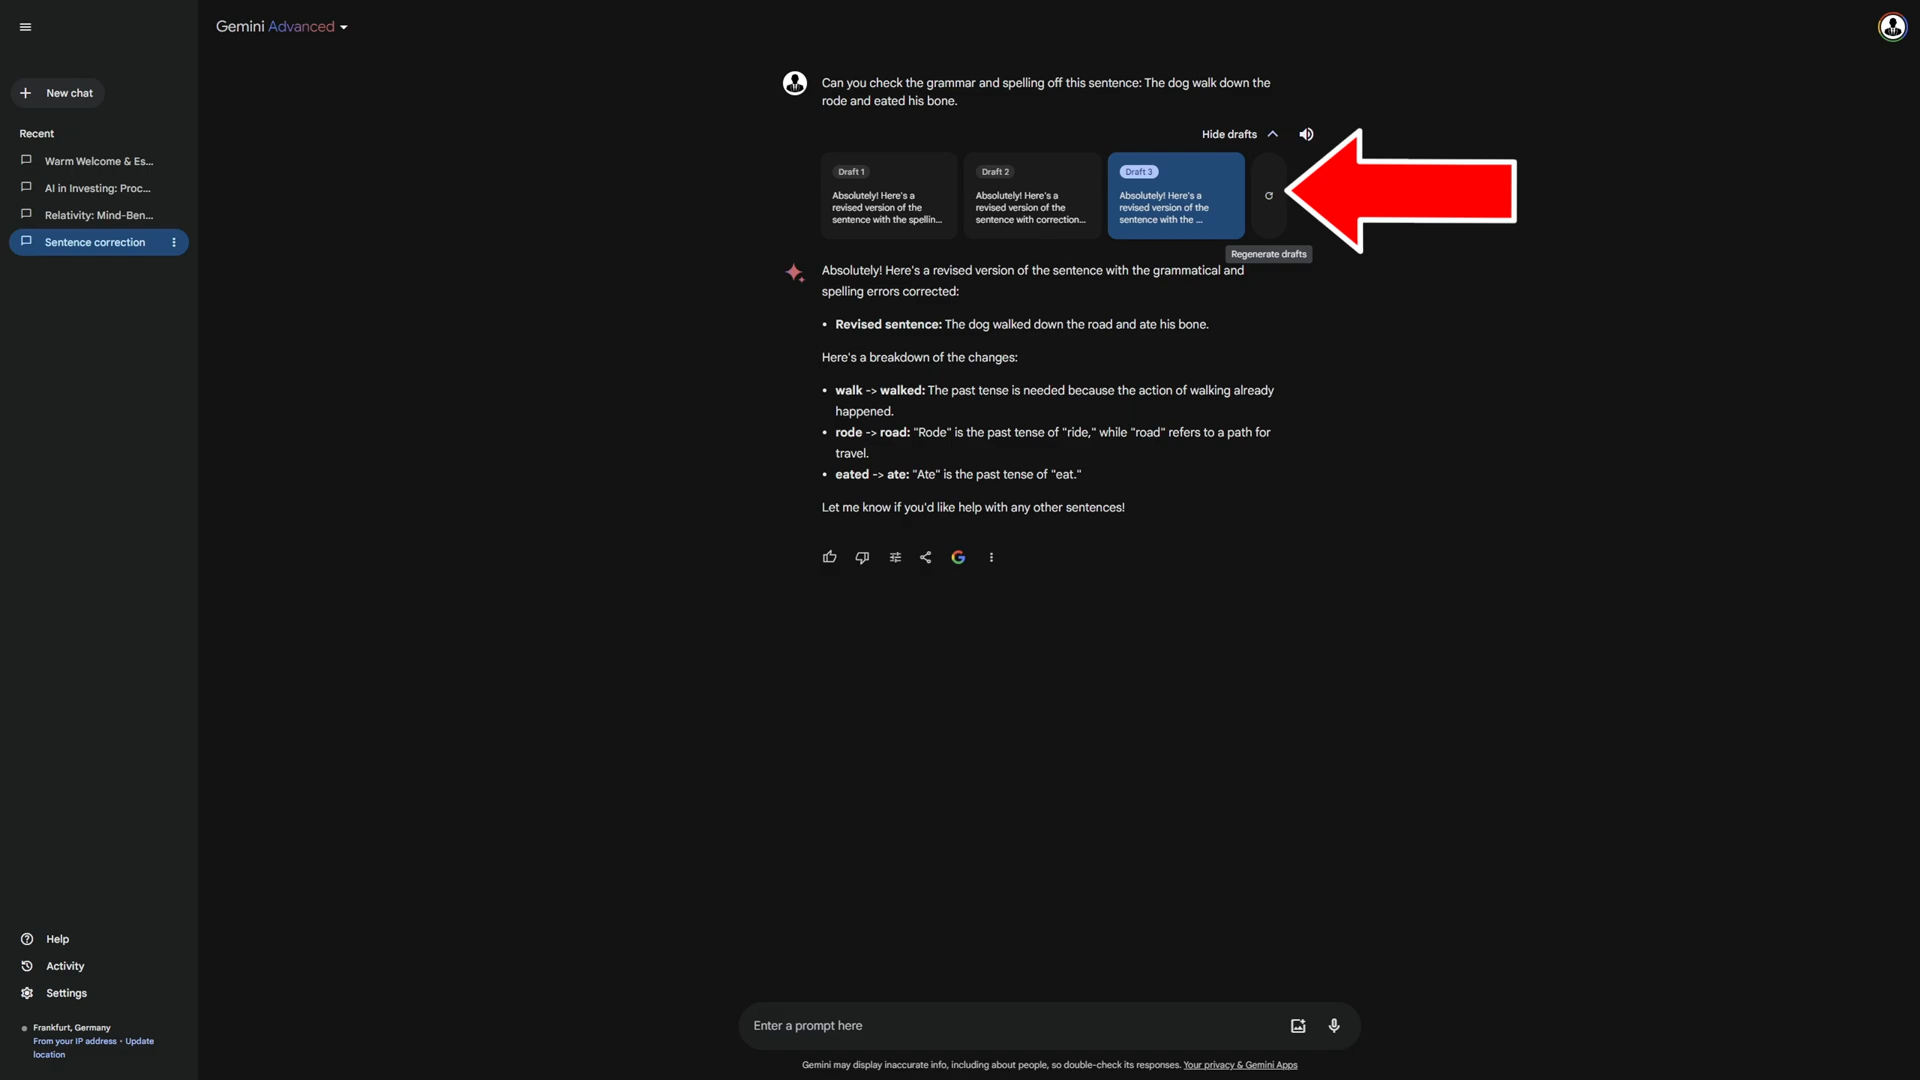 Gemini Advanced
New chat
Recent
Warm Welcome & Es...
AI in Investing: Proc...
Relativity: Mind-Ben...
Sentence correction
Can you check the grammar and spelling off this sentence: The dog walk down the
rode and eated his bone.
Hide drafts
Draft 1
Absolutely! Here's a
revised version of the
sentence with the spellin...
Draft 2
Absolutely! Here's a
revised version of the
sentence with correction...
Draft 3
Absolutely! Here's a
revised version of the
sentence with the ...
Regenerate drafts
Absolutely! Here's a revised version of the sentence with the grammatical and
spelling errors corrected:
• Revised sentence: The dog walked down the road and ate his bone.
Here's a breakdown of the changes:
• walk -> walked: The past tense is needed because the action of walking already
happened.
• rode -> road: "Rode" is the past tense of "ride," while "road" refers to a path for
travel.
• eated -> ate: "Ate" is the past tense of "eat."
Let me know if you'd like help with any other sentences!
Help
Activity
Settings
Frankfurt, Germany
From your IP address • Update
location
Enter a prompt here
Gemini may display inaccurate info, including about people, so double-check its responses. Your privacy & Gemini Apps